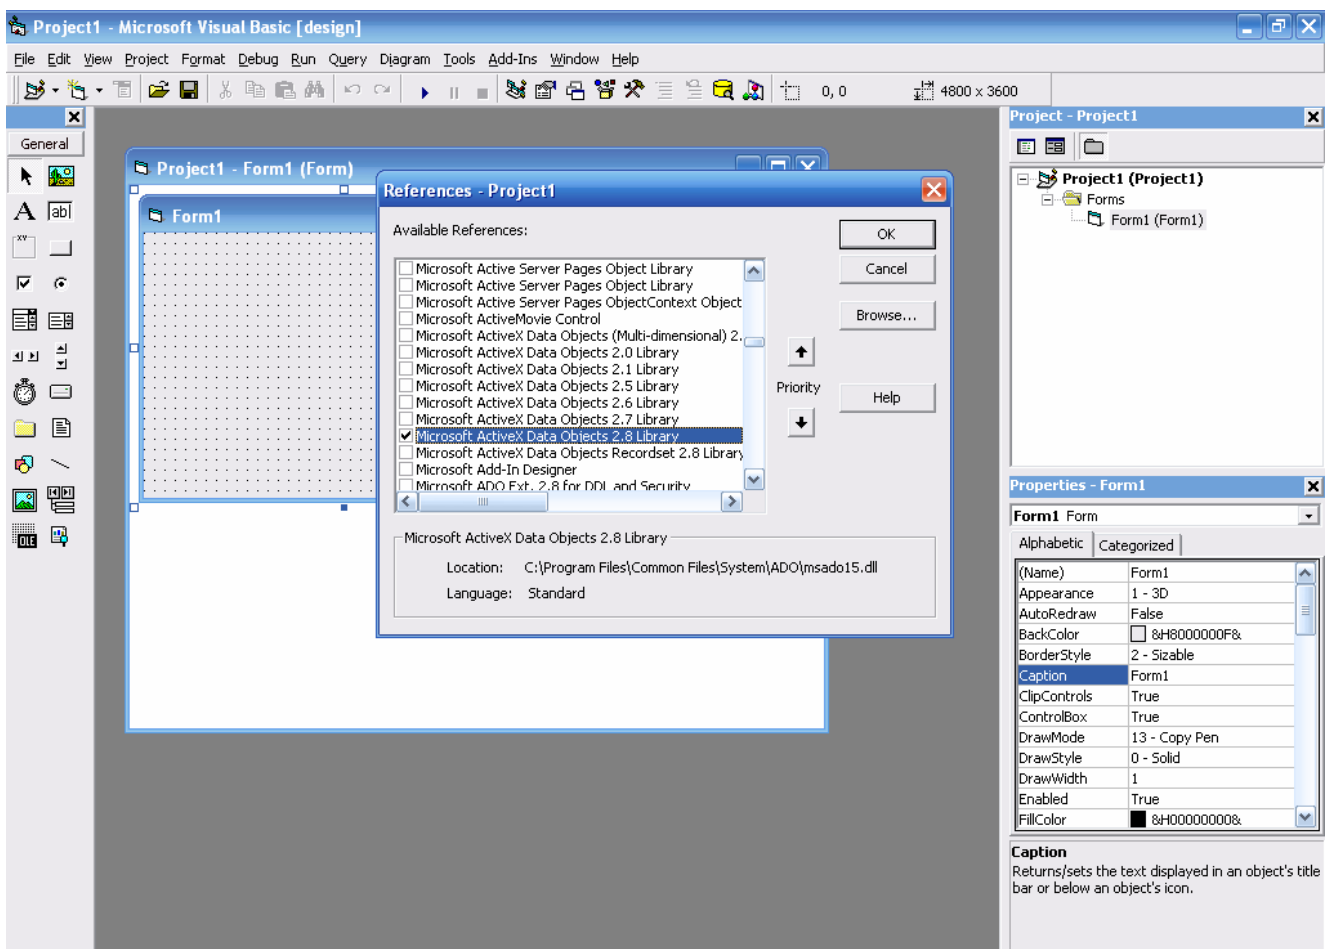 Project1 - Microsoft Visual Basic [design]
File Edit View Project Format Debug Run Query Diagram Tools Add-Ins Window Help
0, 0 4800 x 3600
General
A ab|
xv
OLE
Project1 - Form1 (Form)
Form1
References - Project1
Available References:
Microsoft Active Server Pages Object Library
Microsoft Active Server Pages Object Library
Microsoft Active Server Pages ObjectContext Object
Microsoft ActiveMovie Control
Microsoft ActiveX Data Objects (Multi-dimensional) 2.
Microsoft ActiveX Data Objects 2.0 Library
Microsoft ActiveX Data Objects 2.1 Library
Microsoft ActiveX Data Objects 2.5 Library
Microsoft ActiveX Data Objects 2.6 Library
Microsoft ActiveX Data Objects 2.7 Library
Microsoft ActiveX Data Objects 2.8 Library
Microsoft ActiveX Data Objects Recordset 2.8 Library
Microsoft Add-In Designer
Microsoft ADO Ext. 2.8 for DDL and Security
OK
Cancel
Browse...
Priority
Help
Microsoft ActiveX Data Objects 2.8 Library
Location: C:\Program Files\Common Files\System\ADO\msado15.dll
Language: Standard
Project - Project1
Project1 (Project1)
Forms
Form1 (Form1)
Properties - Form1
Form1 Form
Alphabetic Categorized
(Name) Form1
Appearance 1 - 3D
AutoRedraw False
BackColor &H8000000F&
BorderStyle 2 - Sizable
Caption Form1
ClipControls True
ControlBox True
DrawMode 13 - Copy Pen
DrawStyle 0 - Solid
DrawWidth 1
Enabled True
FillColor &H00000000&
Caption
Returns/sets the text displayed in an object's title
bar or below an object's icon.